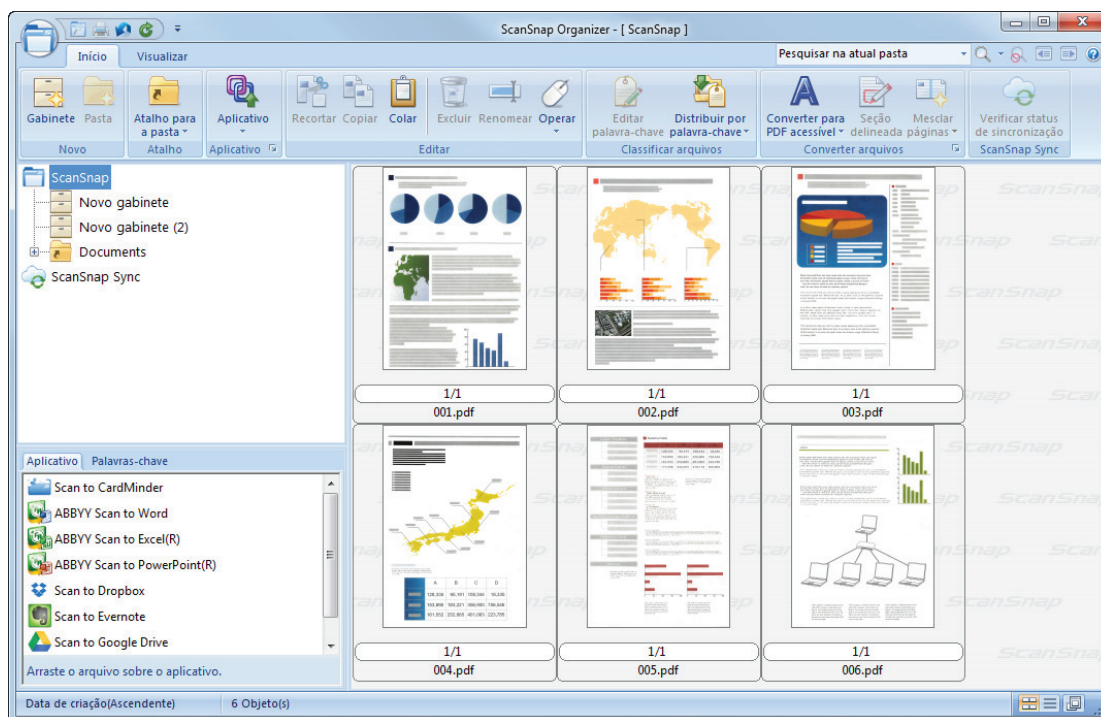 ScanSnap Organizer - [ ScanSnap ]
Início Visualizar
Pesquisar na atual pasta
Gabinete Pasta
Atalho para a pasta
Aplicativo
Recortar Copiar Colar Excluir Renomear Operar
Editar palavra-chave
Distribuir por palavra-chave
Converter para PDF acessível
Seção delineada
Mesclar páginas
Verificar status de sincronização
Novo Atalho Aplicativo Editar Classificar arquivos Converter arquivos ScanSnap Sync
ScanSnap
Novo gabinete
Novo gabinete (2)
Documents
ScanSnap Sync
Aplicativo Palavras-chave
Scan to CardMinder
ABBYY Scan to Word
ABBYY Scan to Excel(R)
ABBYY Scan to PowerPoint(R)
Scan to Dropbox
Scan to Evernote
Scan to Google Drive
Arraste o arquivo sobre o aplicativo.
1/1 1/1 1/1
001.pdf 002.pdf 003.pdf
A B C D
1/1 1/1 1/1
004.pdf 005.pdf 006.pdf
ScanSnap
Data de criação(Ascendente) 6 Objeto(s)